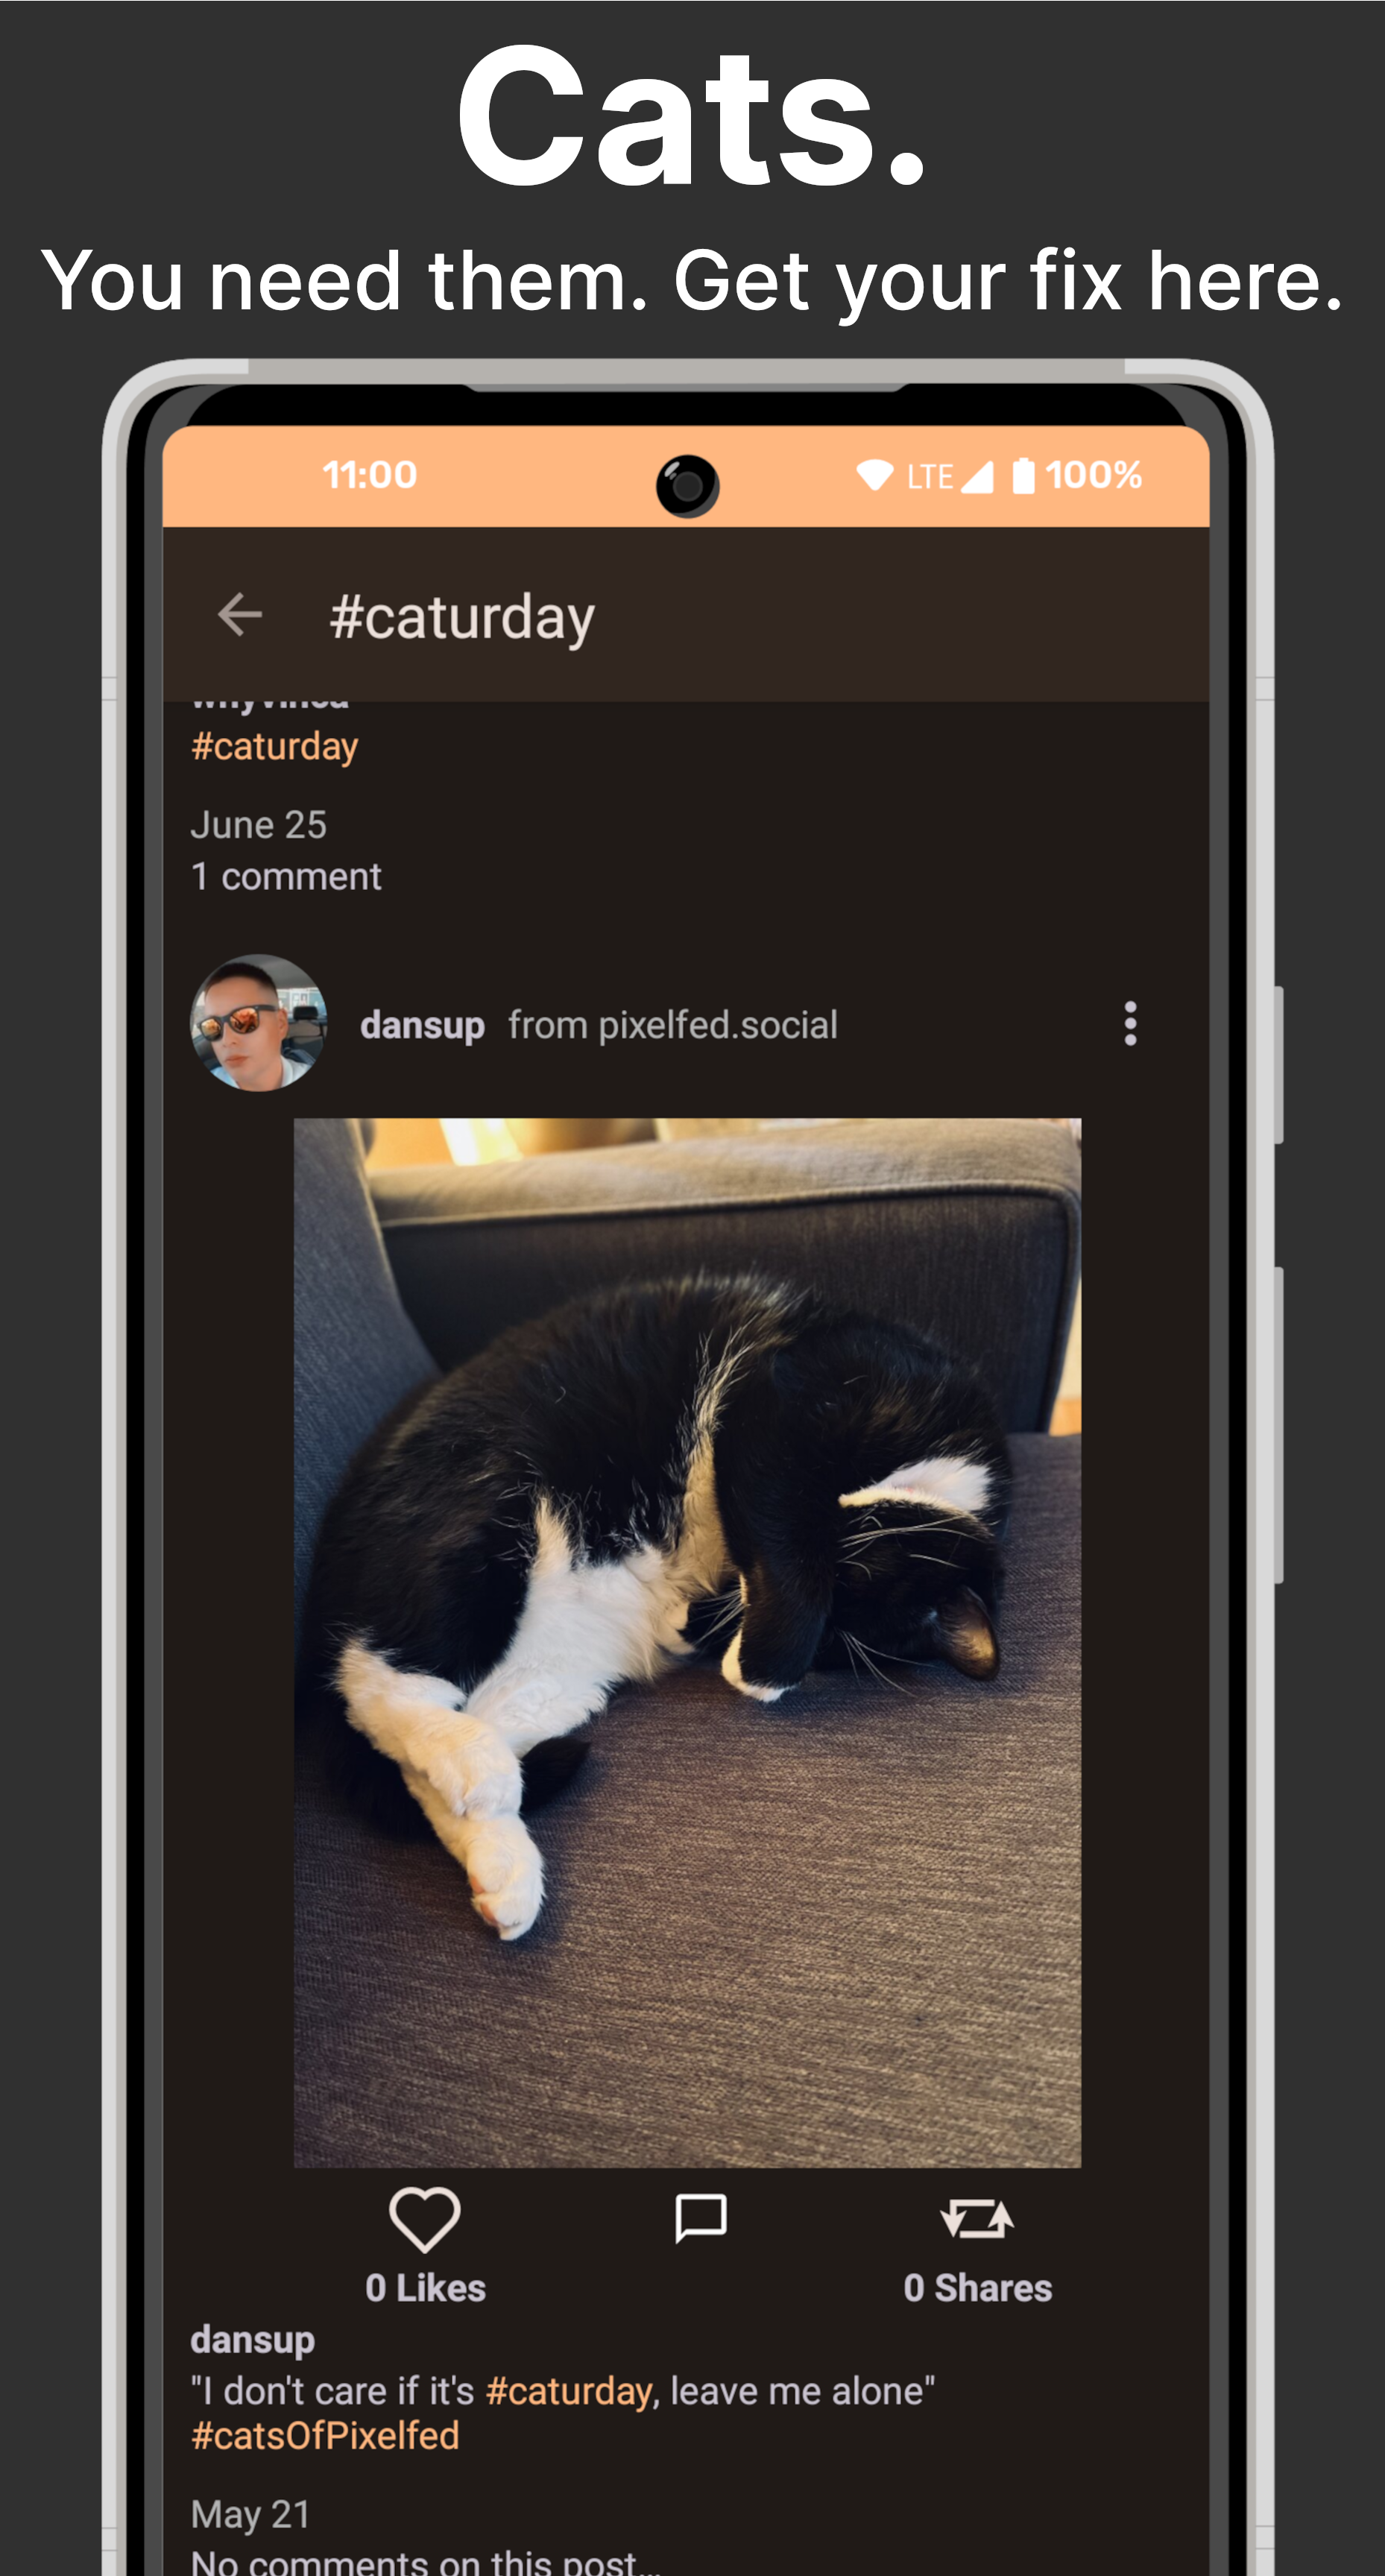 Cats.
You need them. Get your fix here.
11:00 LTE 100%
#caturday
#caturday
June 25
1 comment
dansup from pixelfed.social
0 Likes 0 Shares
dansup
"I don't care if it's #caturday, leave me alone"
#catsOfPixelfed
May 21
No comments on this post...